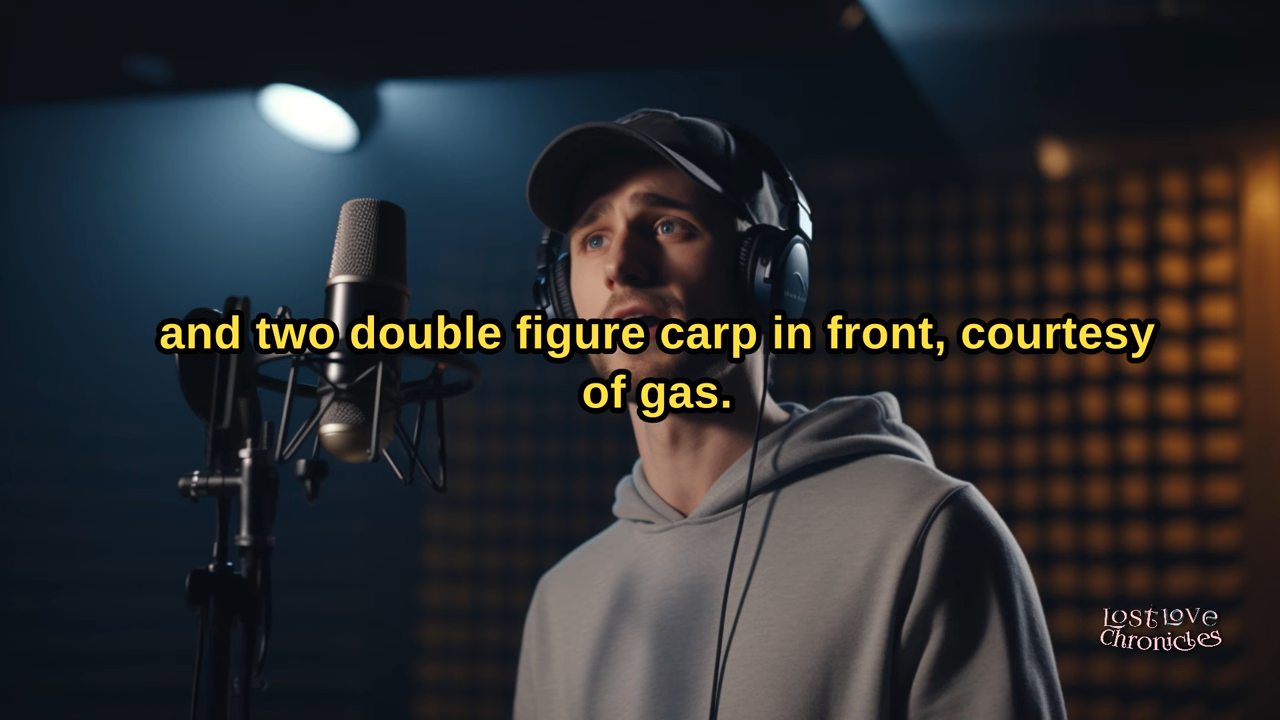 and two double figure carp in front, courtesy
of gas.
Lost Love
Chronicles